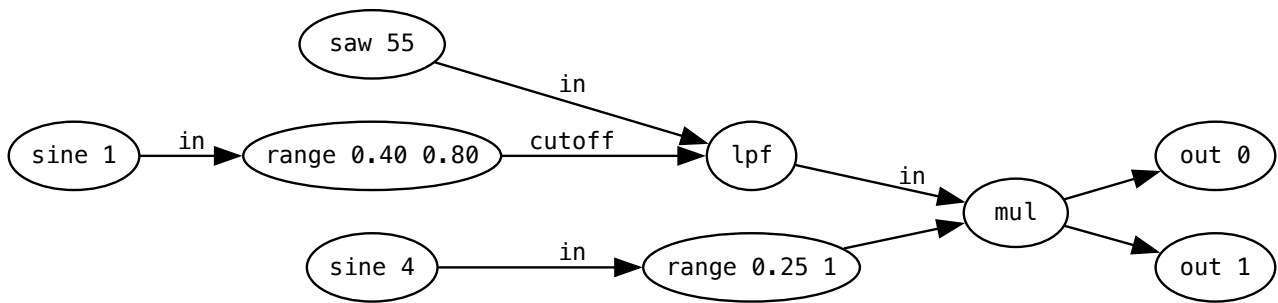 saw 55
in
sine 1
in
range 0.40 0.80
cutoff
lpf
in
out 0
mul
sine 4
in
range 0.25 1
out 1